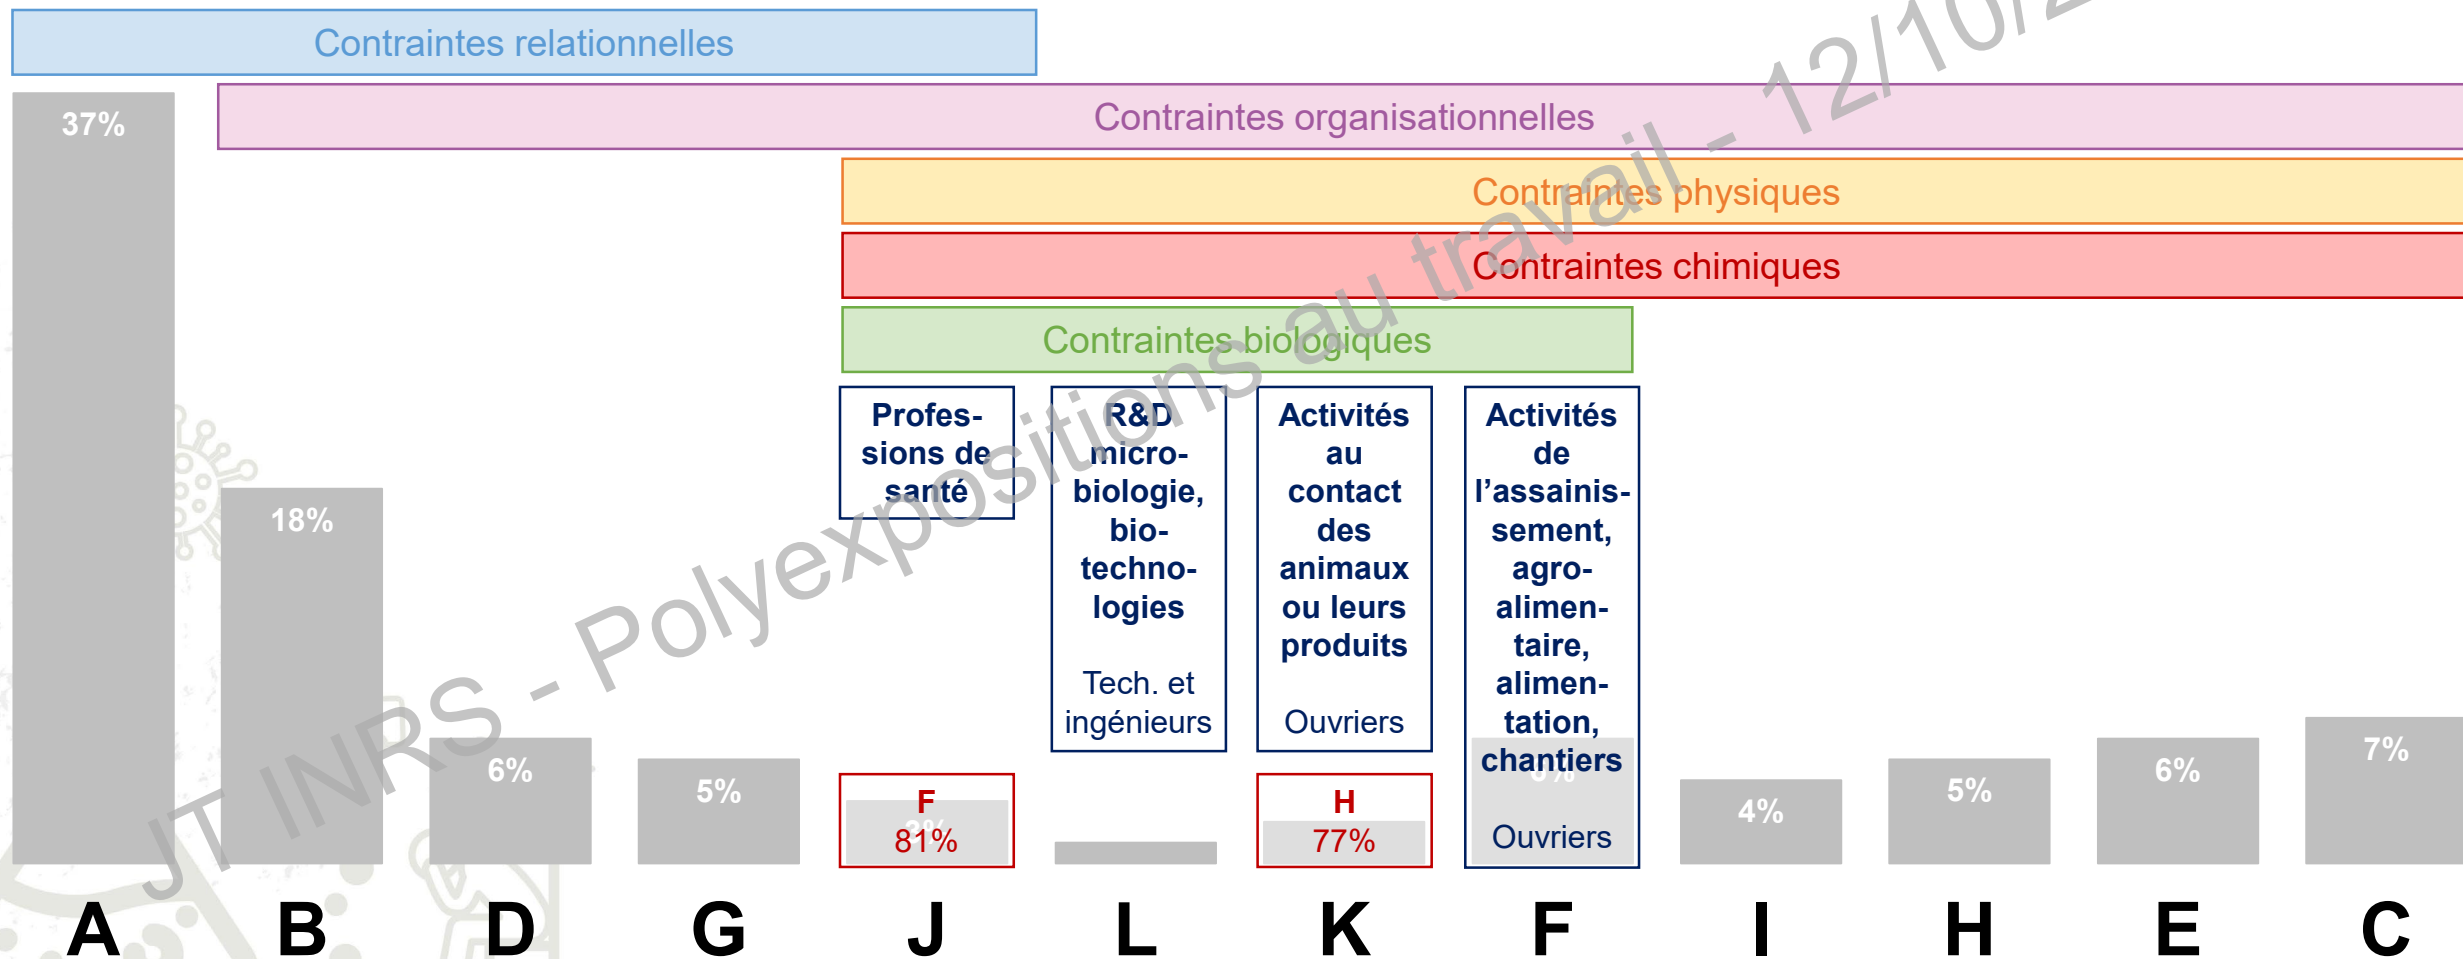 Contraintes relationnelles
Contraintes organisationnelles
Contraintes physiques
Contraintes chimiques
Contraintes biologiques
37%
18%
6%
5%
Profes-
sions de
santé
F
3%
81%
R&D
micro-
biologie,
bio-
techno-
logies
Tech. et
ingénieurs
Activités
au
contact
des
animaux
ou leurs
produits
Ouvriers
H
77%
Activités
de
l’assainis-
sement,
agro-
alimen-
taire,
alimen-
tation,
chantiers
6%
Ouvriers
4%
5%
6%
7%
A B D G J L K F I H E C
JT INRS - Polyexpositions au travail - 12/10/2